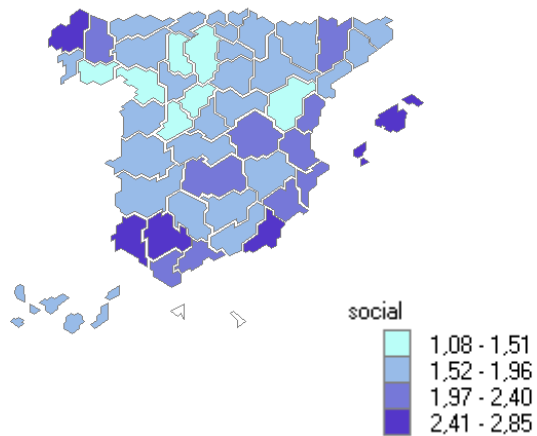 social
1,08 - 1,51
1,52 - 1,96
1,97 - 2,40
2,41 - 2,85